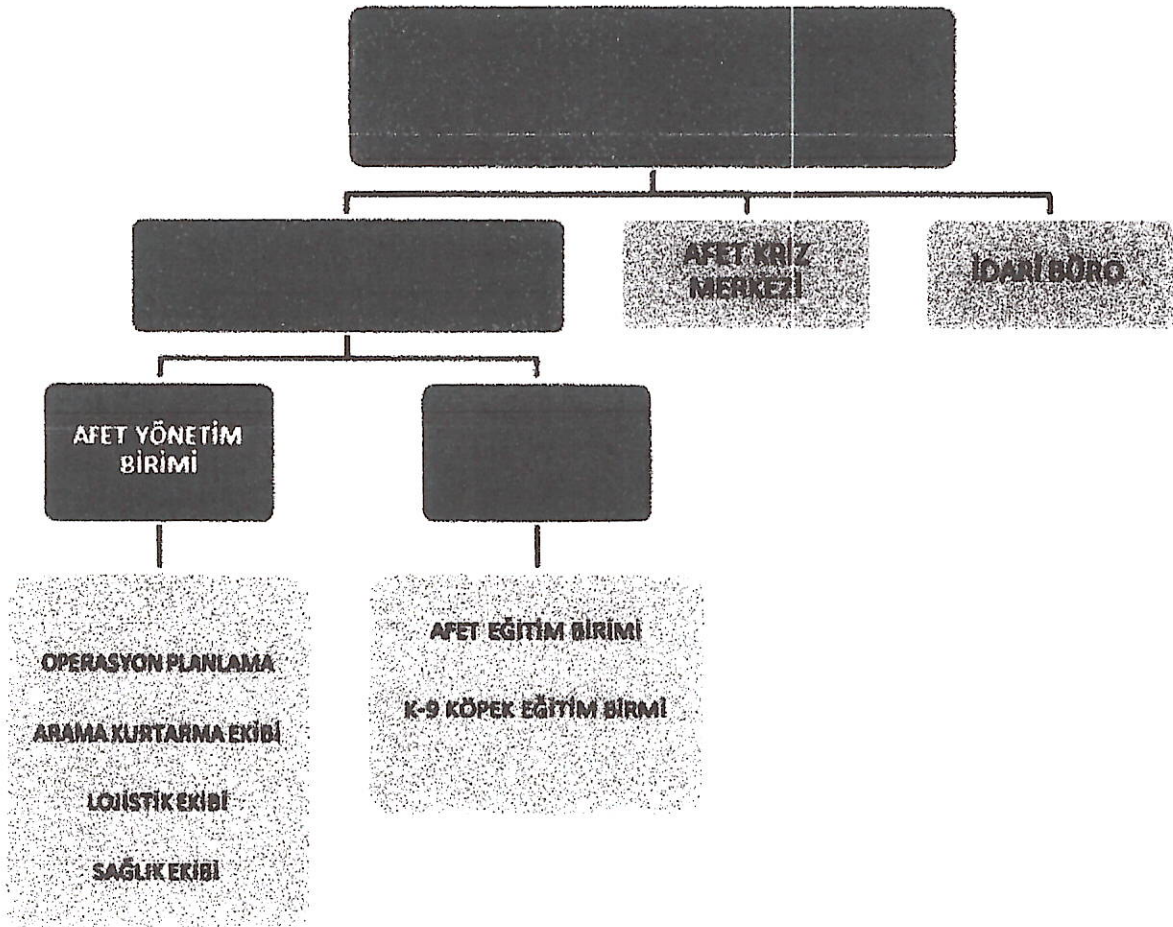 AFET KRİZ
MERKEZİ
İDARİ BÜRO
AFET YÖNETİM
BİRİMİ
OPERASYON PLANLAMA
ARAMA KURTARMA EKİBİ
LOJİSTİK EKİBİ
SAĞLIK EKİBİ
AFET EĞİTİM BİRİMİ
K-9 KÖPEK EĞİTİM BİRMİ